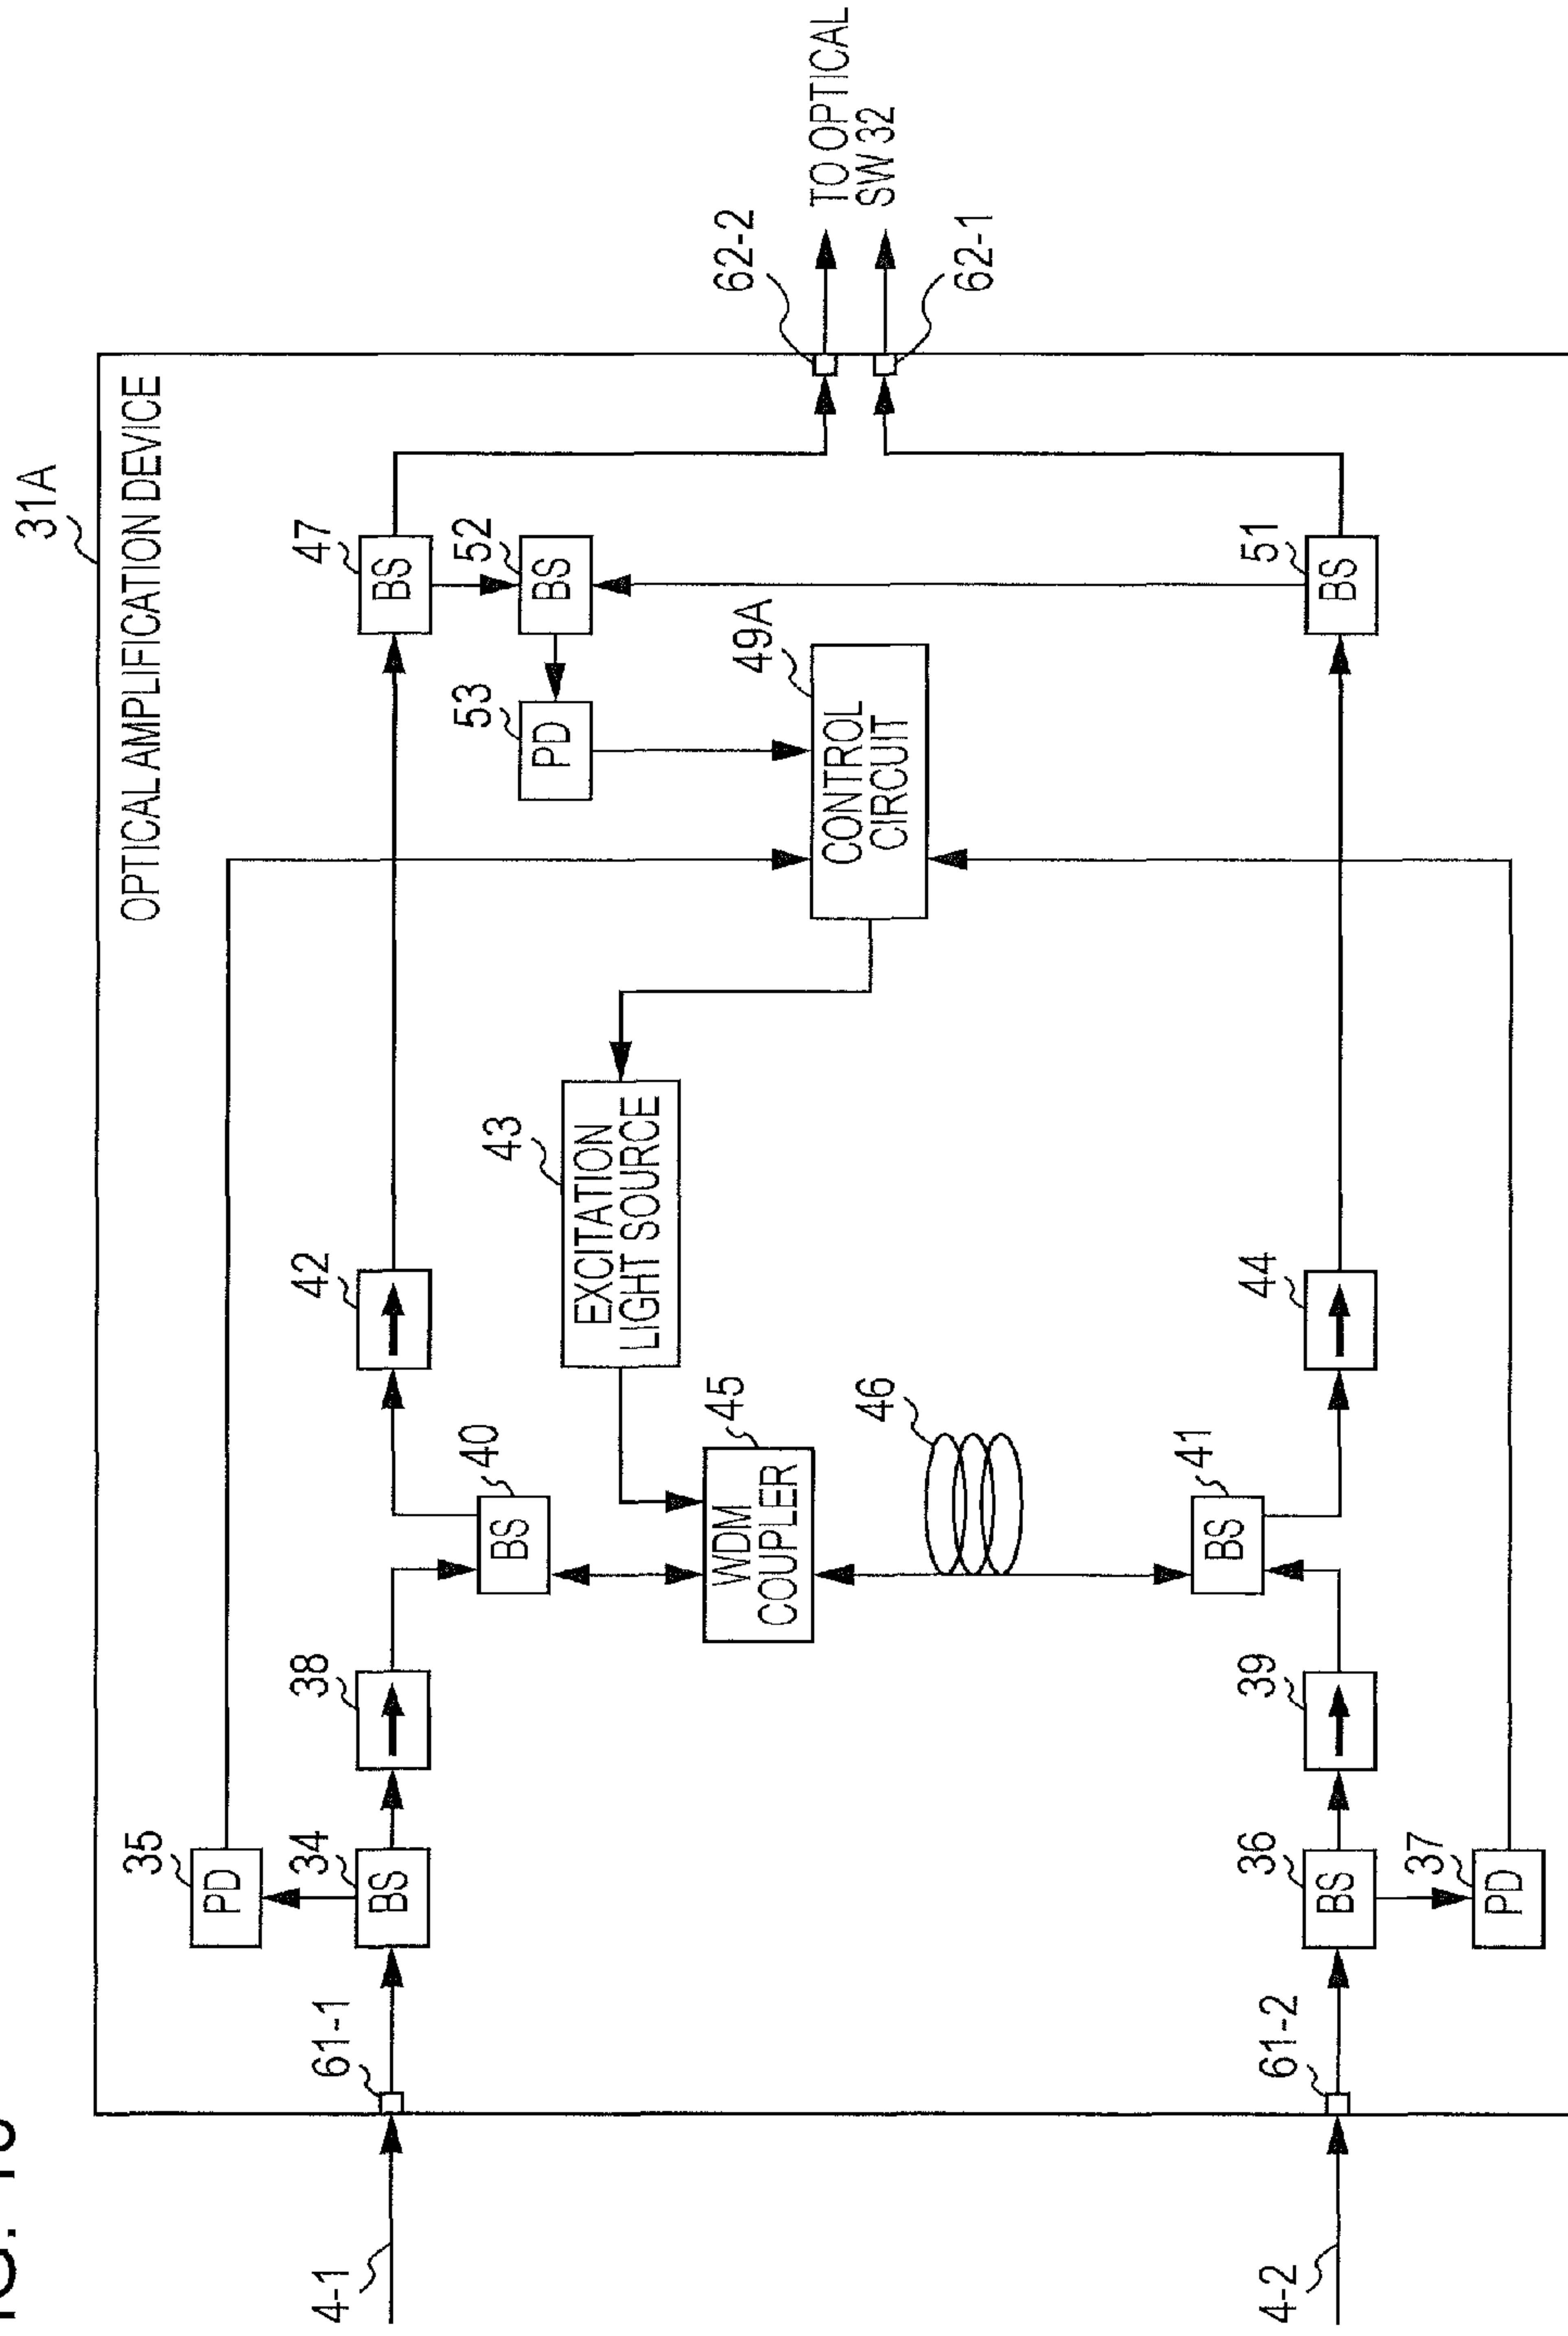 31A
OPTICAL AMPLIFICATION DEVICE
4-1
61-1
35
PD
34
BS
38
40
BS
42
47
BS
52
BS
53
PD
49A
CONTROL
CIRCUIT
43
EXCITATION
LIGHT SOURCE
45
WDM
COUPLER
46
62-2
TO OPTICAL
SW 32
62-1
4-2
61-2
36
BS
37
PD
39
41
BS
44
51
BS